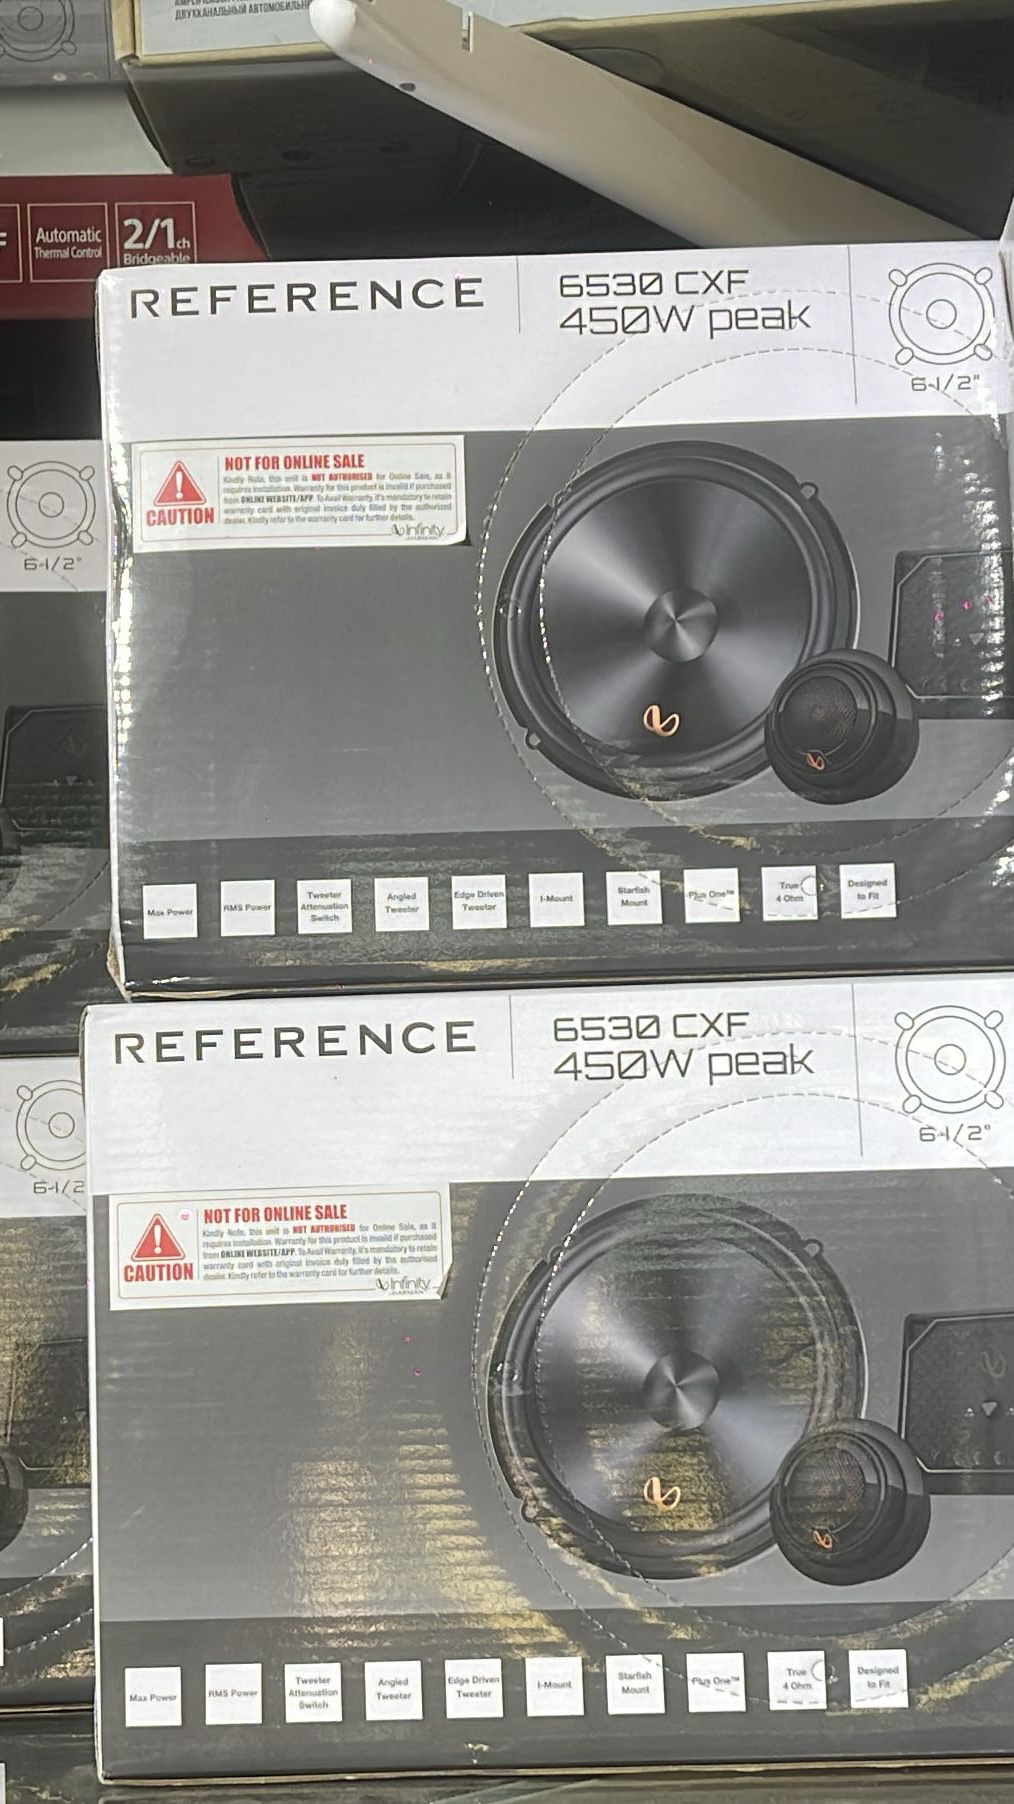 ДВУХКАНАЛЬНЫЙ
Automatic
Thermal Control
2/1ch
Bridgeable
REFERENCE
6530 CXF
450W peak
6-1/2"
NOT FOR ONLINE SALE
Kindly Note, this unit is NOT AUTHORISED for Online Sale, as it
requires Installation. Warranty for this product is invalid if purchased
from ONLINE WEBSITE/APP. To Avail Warranty, it's mandatory to retain
warranty card with original invoice duly filled by the authorised
dealer. Kindly refer to the warranty card for further details.
CAUTION
Infinity
6-1/2"
Max Power
RMS Power
Tweeter
Attenuation
Switch
Angled
Tweeter
Edge Driven
Tweeter
I-Mount
Starfish
Mount
Plus One™
True
4 Ohm
Designed
to Fit
REFERENCE
6530 CXF
450W peak
6-1/2"
6-1/2
NOT FOR ONLINE SALE
Kindly Note, this unit is NOT AUTHORISED for Online Sale, as it
requires Installation. Warranty for this product is invalid if purchased
from ONLINE WEBSITE/APP. To Avail Warranty, it's mandatory to retain
warranty card with original invoice duly filled by the authorised
dealer. Kindly refer to the warranty card for further details.
CAUTION
Infinity
Max Power
RMS Power
Tweeter
Attenuation
Switch
Angled
Tweeter
Edge Driven
Tweeter
I-Mount
Starfish
Mount
Plus One™
True
4 Ohm
Designed
to Fit